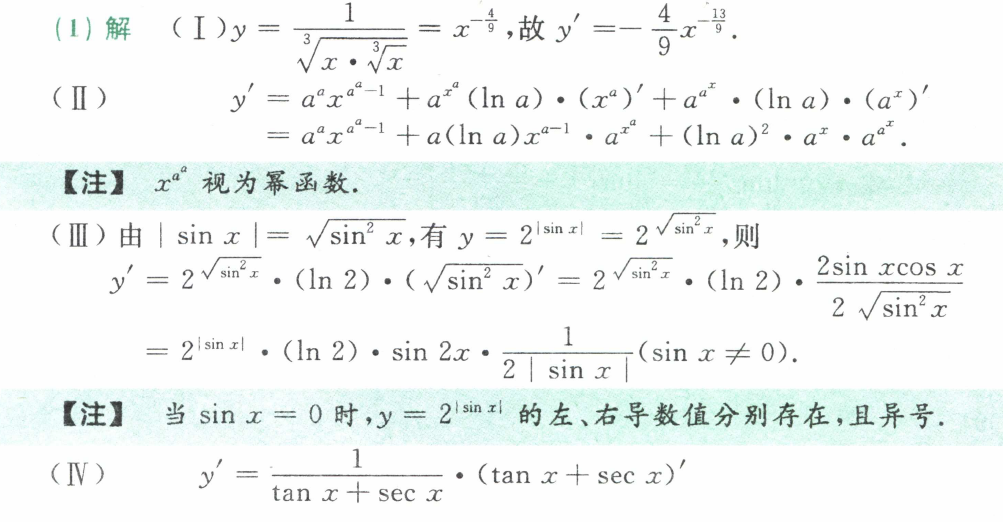 (1) 解 (Ⅰ) $y = \frac{1}{\sqrt[3]{x \cdot \sqrt[3]{x}}} = x^{-\frac{4}{9}}$,故 $y' = -\frac{4}{9}x^{-\frac{13}{9}}$.
(Ⅱ) $y' = a^a x^{a^a-1} + a^{x^a}(\ln a) \cdot (x^a)' + a^{a^x} \cdot (\ln a) \cdot (a^x)'$
$= a^a x^{a^a-1} + a(\ln a)x^{a-1} \cdot a^{x^a} + (\ln a)^2 \cdot a^x \cdot a^{a^x}$.
【注】 $x^{a^a}$ 视为幂函数.
(Ⅲ) 由 $|\sin x| = \sqrt{\sin^2 x}$,有 $y = 2^{|\sin x|} = 2^{\sqrt{\sin^2 x}}$,则
$y' = 2^{\sqrt{\sin^2 x}} \cdot (\ln 2) \cdot (\sqrt{\sin^2 x})' = 2^{\sqrt{\sin^2 x}} \cdot (\ln 2) \cdot \frac{2\sin x\cos x}{2\sqrt{\sin^2 x}}$
$= 2^{|\sin x|} \cdot (\ln 2) \cdot \sin 2x \cdot \frac{1}{2|\sin x|}(\sin x \neq 0)$.
【注】 当 $\sin x = 0$ 时,$y = 2^{|\sin x|}$ 的左、右导数值分别存在,且异号.
(Ⅳ) $y' = \frac{1}{\tan x + \sec x} \cdot (\tan x + \sec x)'$